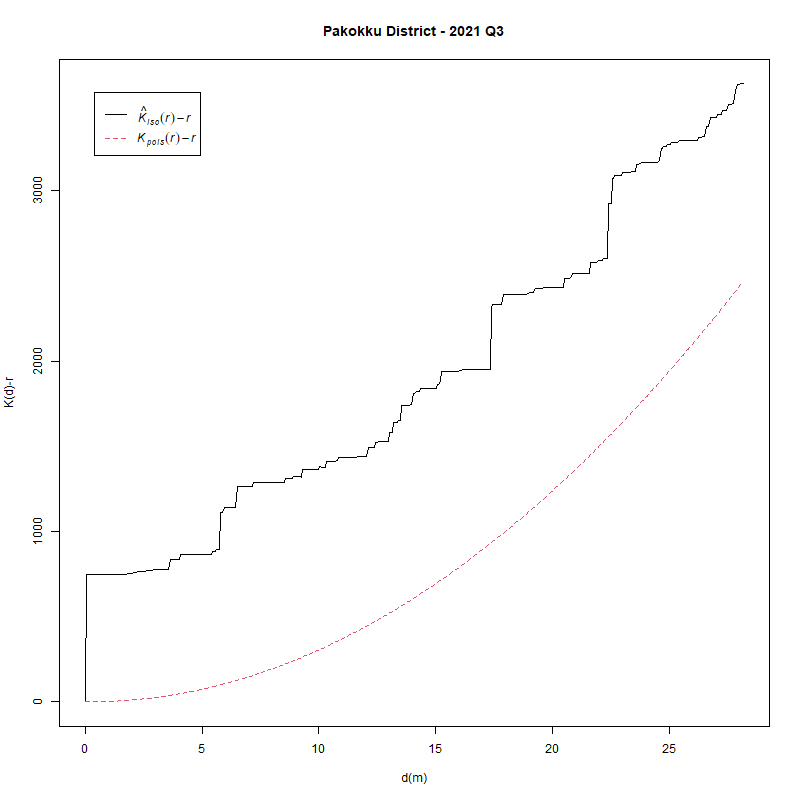 Pakokku District - 2021 Q3
K̂iso(r)−r
Kpois(r)−r
K(d)-r
3000
2000
1000
0
0 5 10 15 20 25
d(m)